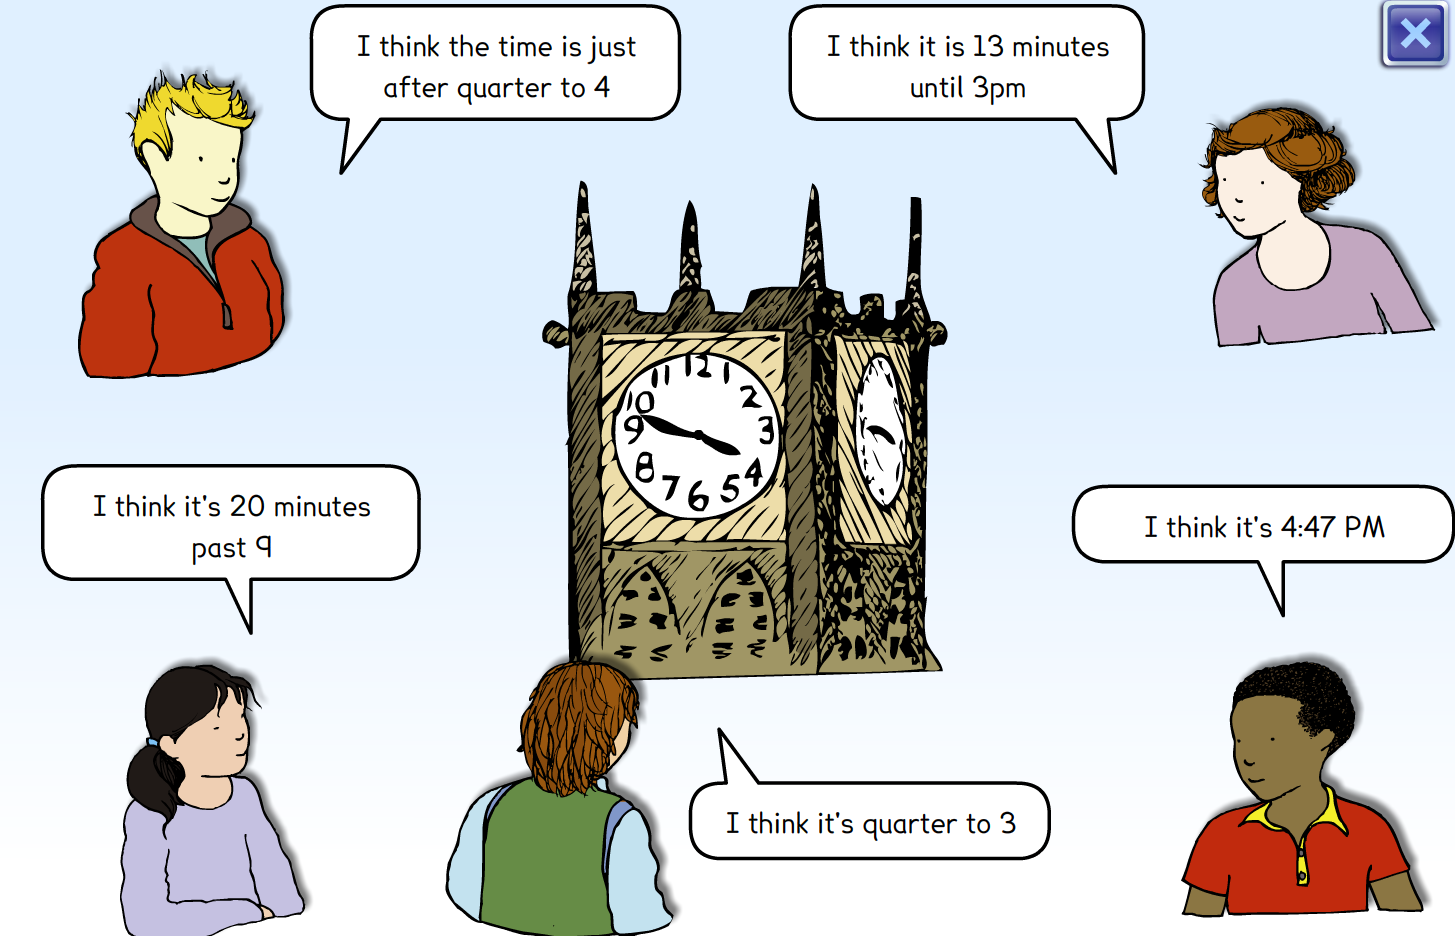 I think the time is just
after quarter to 4
I think it is 13 minutes
until 3pm
12
1
2
3
4
5
6
7
8
9
10
11
I think it's 20 minutes
past 9
I think it's 4:47 PM
I think it's quarter to 3